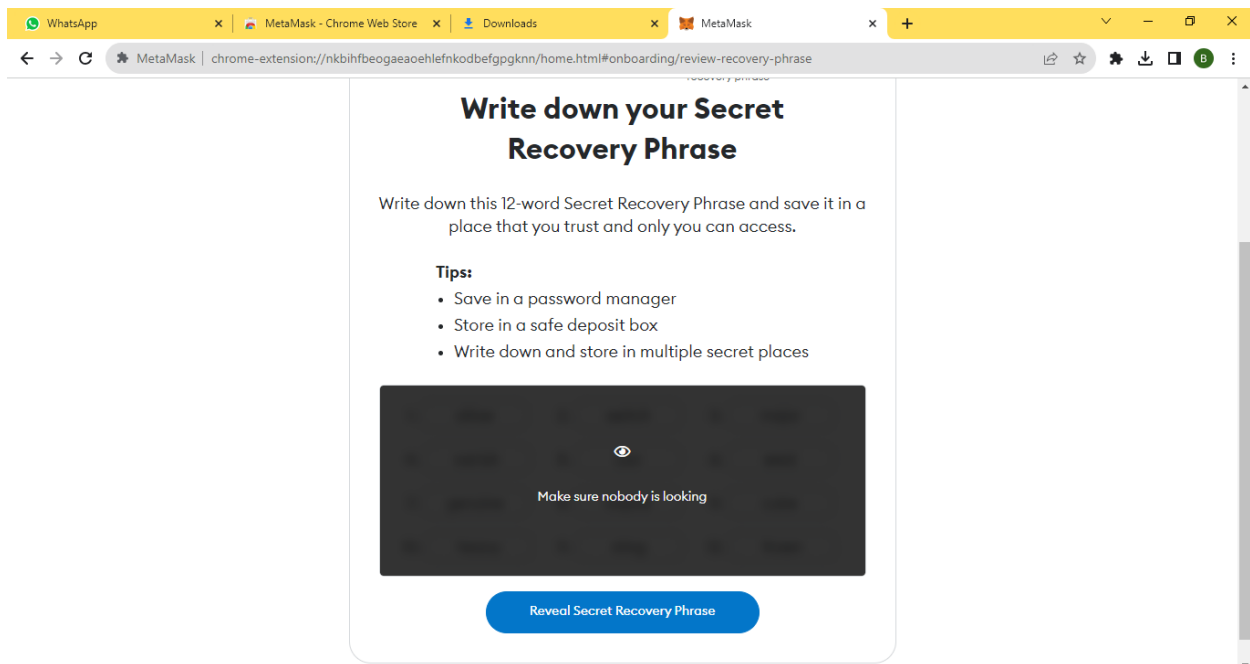 WhatsApp
MetaMask - Chrome Web Store
Downloads
MetaMask
MetaMask
chrome-extension://nkbihfbeogaeaoehlefnkodbefgpgknn/home.html#onboarding/review-recovery-phrase
B
recovery phrase
Write down your Secret
Recovery Phrase
Write down this 12-word Secret Recovery Phrase and save it in a
place that you trust and only you can access.
Tips:
• Save in a password manager
• Store in a safe deposit box
• Write down and store in multiple secret places
Make sure nobody is looking
Reveal Secret Recovery Phrase